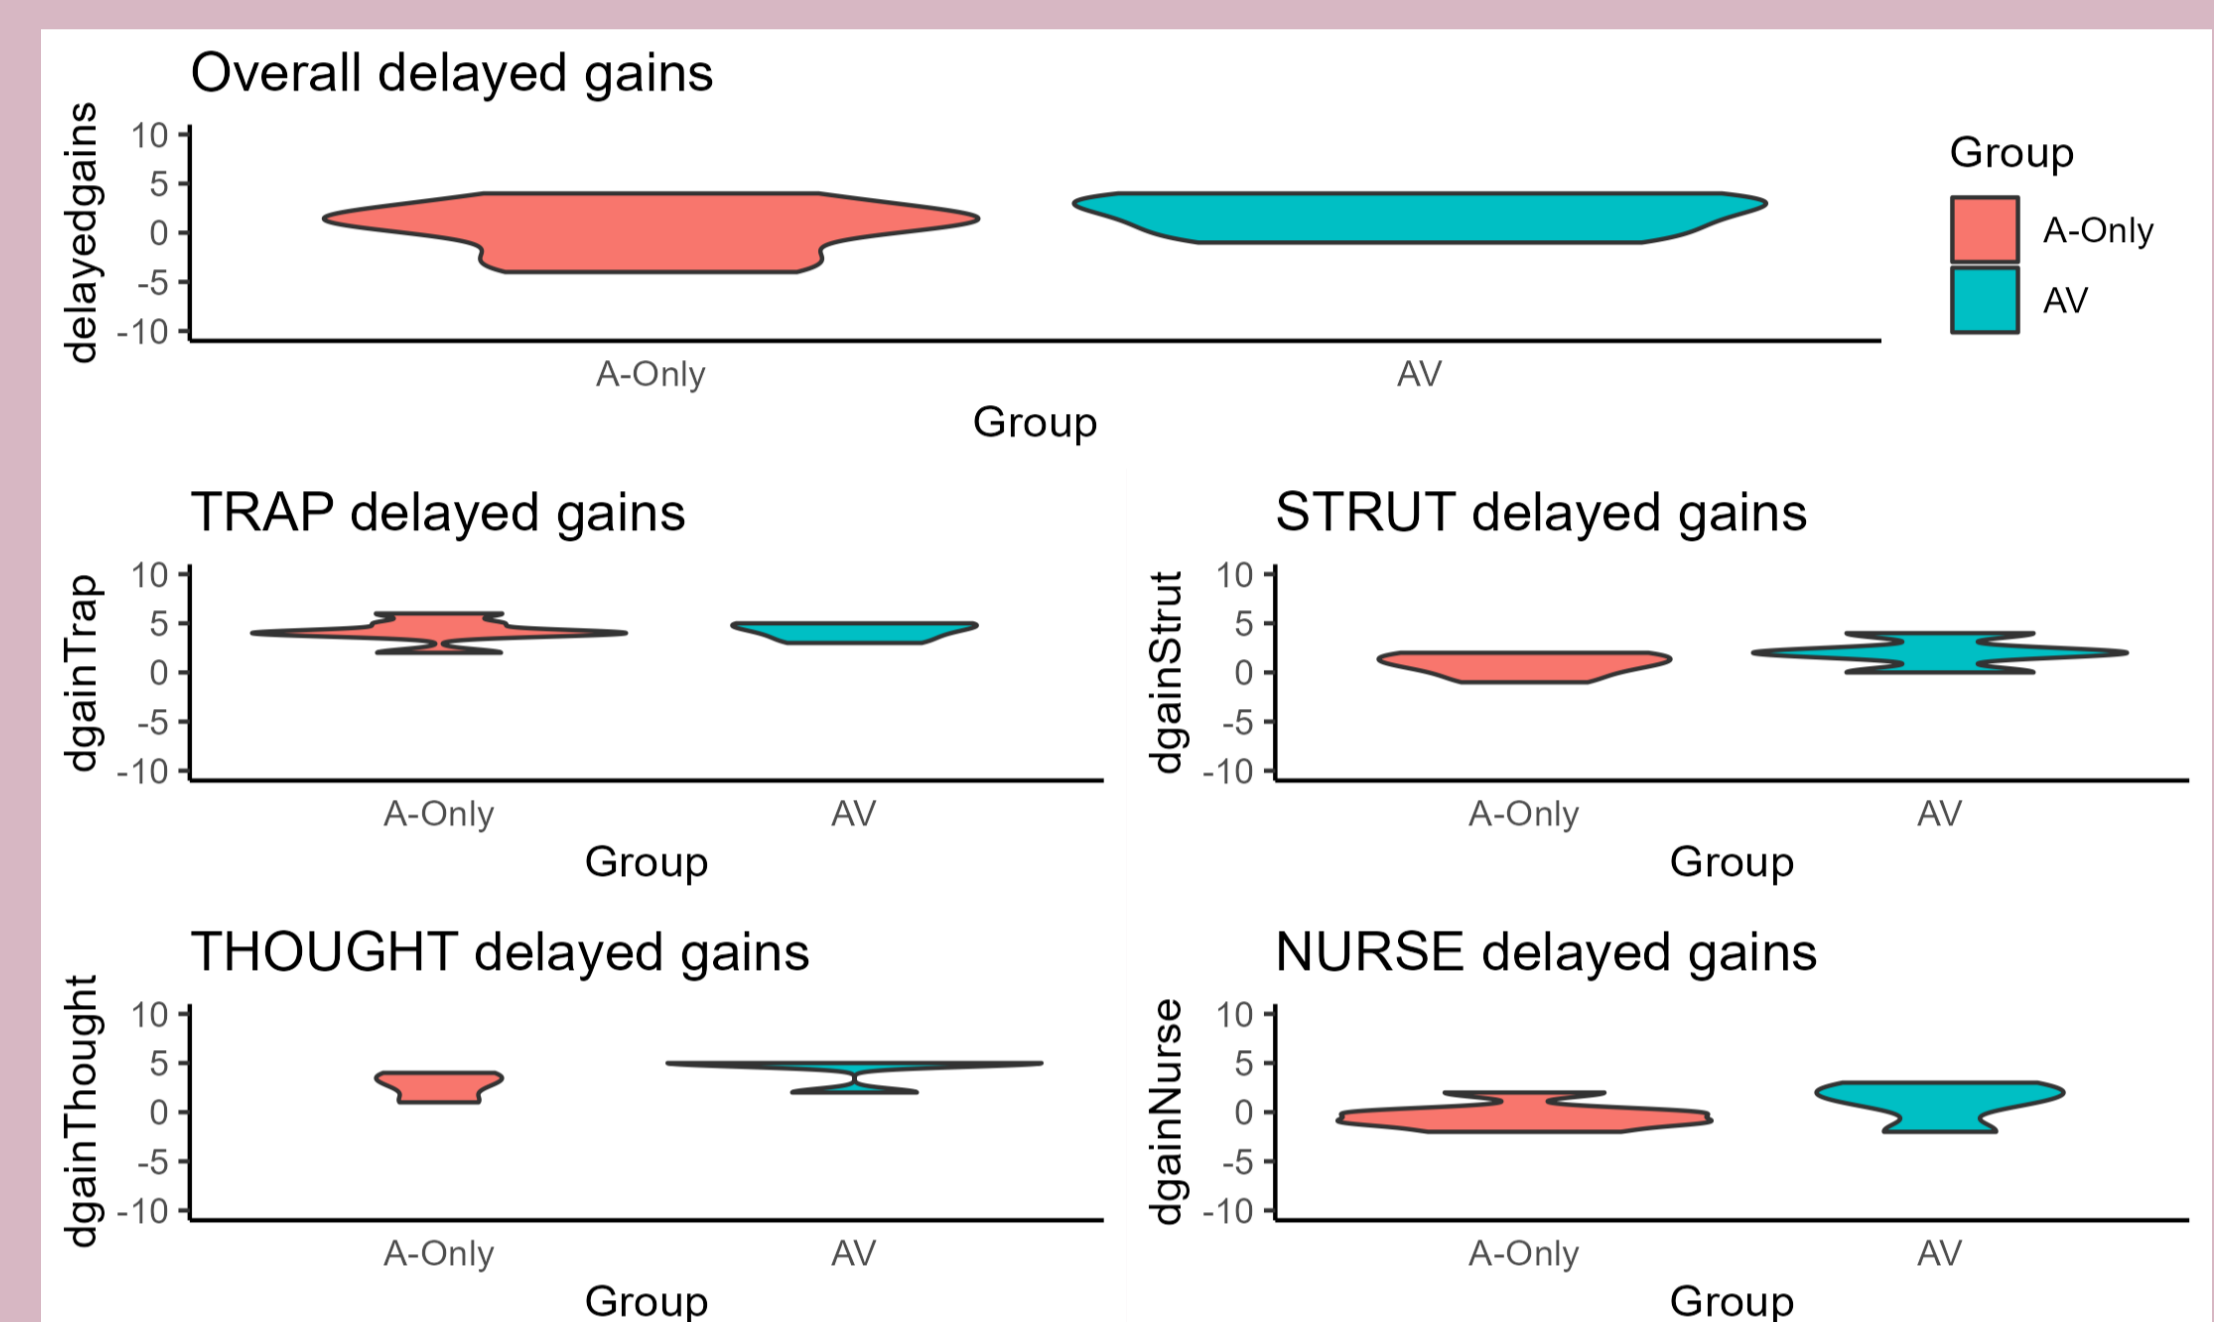 Overall delayed gains
delayedgains
10
5
0
-5
-10
A-Only
AV
Group
Group
A-Only
AV
TRAP delayed gains
dgainTrap
10
5
0
-5
-10
A-Only
AV
Group
STRUT delayed gains
dgainStrut
10
5
0
-5
-10
A-Only
AV
Group
THOUGHT delayed gains
dgainThought
10
5
0
-5
-10
A-Only
AV
Group
NURSE delayed gains
dgainNurse
10
5
0
-5
-10
A-Only
AV
Group